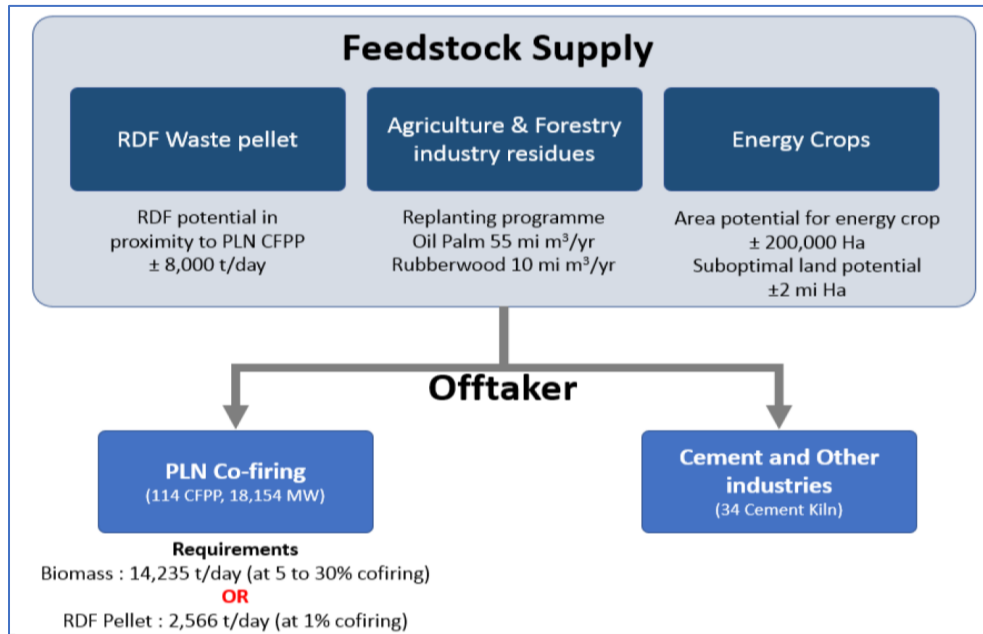 Feedstock Supply
RDF Waste pellet
Agriculture & Forestry
industry residues
Energy Crops
RDF potential in
proximity to PLN CFPP
± 8,000 t/day
Replanting programme
Oil Palm 55 mi m³/yr
Rubberwood 10 mi m³/yr
Area potential for energy crop
± 200,000 Ha
Suboptimal land potential
±2 mi Ha
Offtaker
PLN Co-firing
(114 CFPP, 18,154 MW)
Cement and Other
industries
(34 Cement Kiln)
Requirements
Biomass : 14,235 t/day (at 5 to 30% cofiring)
OR
RDF Pellet : 2,566 t/day (at 1% cofiring)